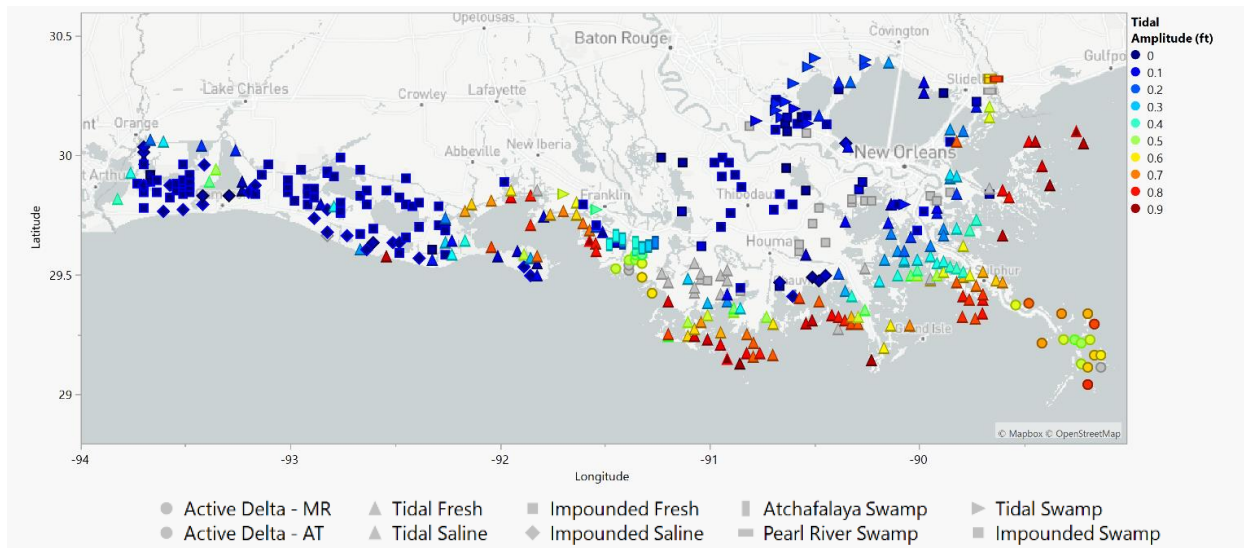 30.5
30
29.5
29
Latitude
-94
-93
-92
-91
-90
Longitude
Opelousas
Baton Rouge
Covington
Gulfpo
Lake Charles
Crowley
Lafayette
Slidell
Orange
nt'
t Arthur
Abbeville
New Iberia
New Orleans
Franklin
Thibodau
Houma
Grand Isle
© Mapbox © OpenStreetMap
Tidal
Amplitude (ft)
0
0.1
0.2
0.3
0.4
0.5
0.6
0.7
0.8
0.9
Active Delta - MR
Tidal Fresh
Impounded Fresh
Atchafalaya Swamp
Tidal Swamp
Active Delta - AT
Tidal Saline
Impounded Saline
Pearl River Swamp
Impounded Swamp